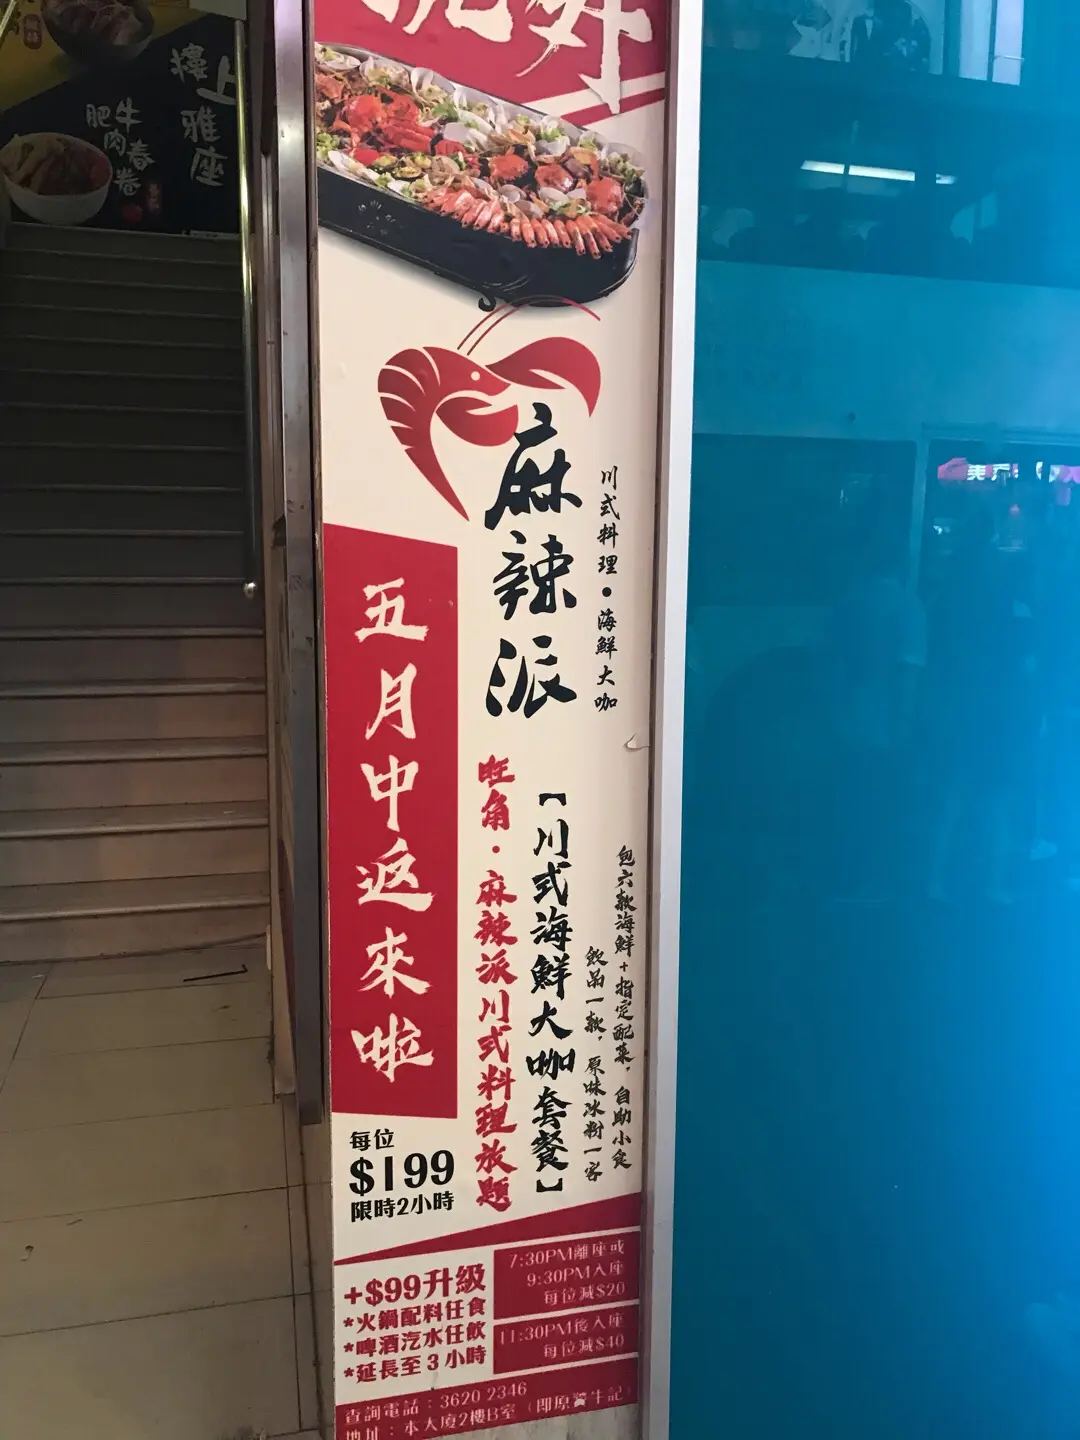 樓上
雅座
牛肉春卷
肥
麻辣派
川式料理·海鮮大咖
五月中返來啦
旺角·麻辣派川式料理放題
【川式海鮮大咖套餐】
包六款海鮮+指定配菜，自助小食
飲品一款，原味冰粉一客
每位
$199
限時2小時
+$99升級
*火鍋配料任食
*啤酒汽水任飲
*延長至3小時
7:30PM離座或
9:30PM入座
每位減$20
11:30PM後入座
每位減$40
查詢電話：3620 2346
地址：本大廈2樓B室（即原醬牛記）